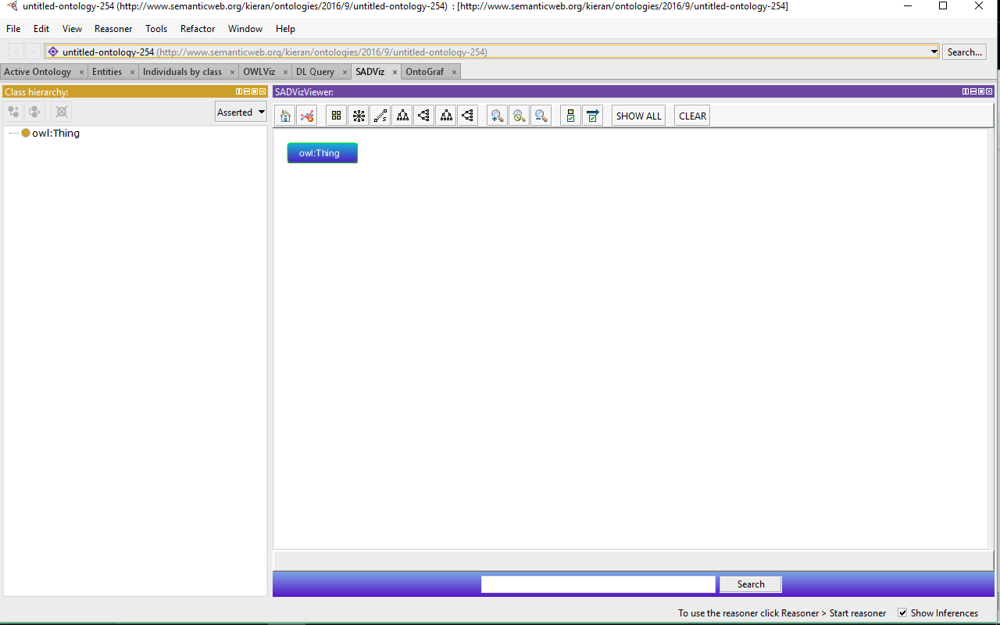 untitled-ontology-254 (http://www.semanticweb.org/kieran/ontologies/2016/9/untitled-ontology-254) : [http://www.semanticweb.org/kieran/ontologies/2016/9/untitled-ontology-254]
File Edit View Reasoner Tools Refactor Window Help
< > untitled-ontology-254 (http://www.semanticweb.org/kieran/ontologies/2016/9/untitled-ontology-254) Search...
Active Ontology × Entities × Individuals by class × OWLViz × DL Query × SADViz × OntoGraf ×
Class hierarchy:
SADVizViewer:
Asserted
SHOW ALL CLEAR
owl:Thing
owl:Thing
Search
To use the reasoner click Reasoner > Start reasoner Show Inferences